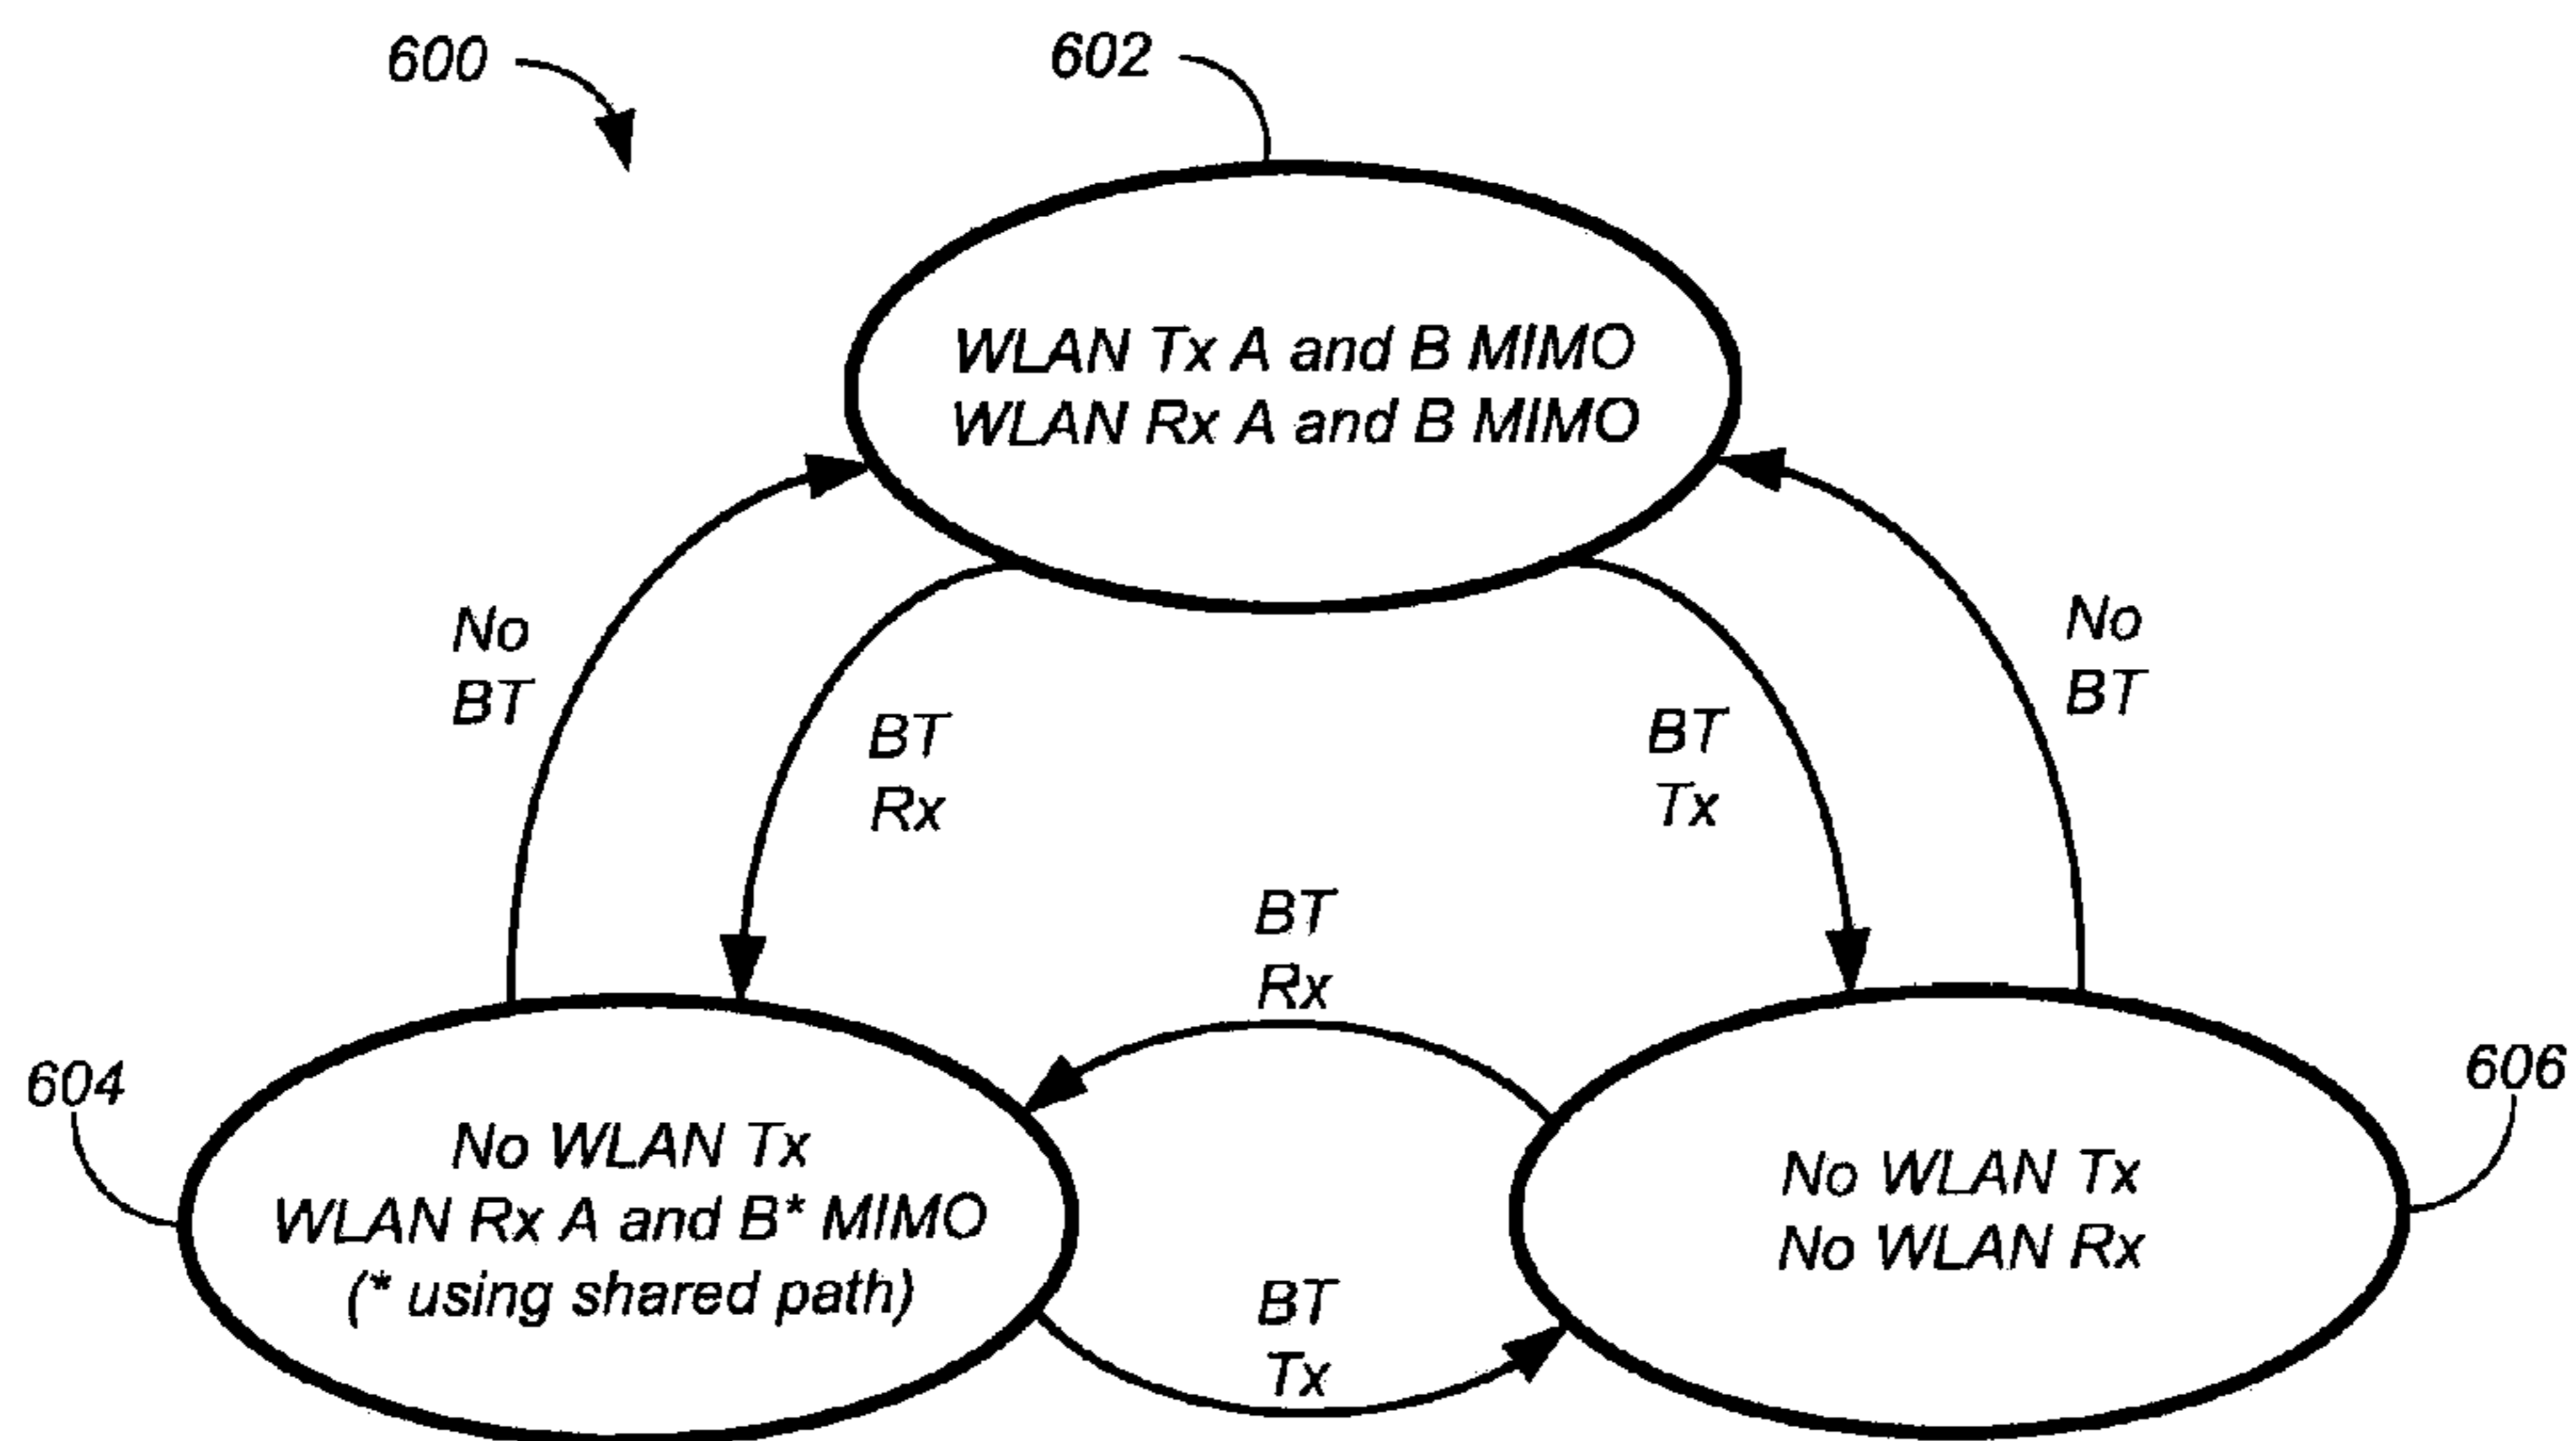 600
602
WLAN Tx A and B MIMO
WLAN Rx A and B MIMO
No
BT
BT
Rx
BT
Tx
No
BT
BT
Rx
604
606
No WLAN Tx
WLAN Rx A and B* MIMO
(* using shared path)
No WLAN Tx
No WLAN Rx
BT
Tx